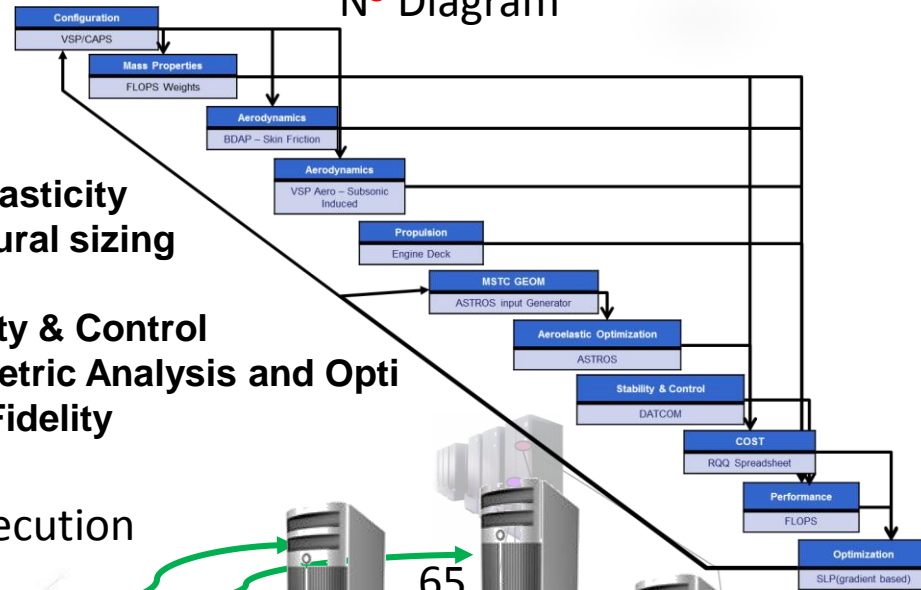 Diagram
Configuration
VSP/CAPS
Mass Properties
FLOPS Weights
Aerodynamics
BDAP – Skin Friction
Aerodynamics
VSP Aero – Subsonic
Induced
Propulsion
Engine Deck
MSTC GEOM
ASTROS input Generator
Aeroelastic Optimization
ASTROS
Stability & Control
DATCOM
COST
RQQ Spreadsheet
Performance
FLOPS
Optimization
SLP(gradient based)
asticity
ural sizing
ty & Control
etric Analysis and Opti
Fidelity
ecution
65